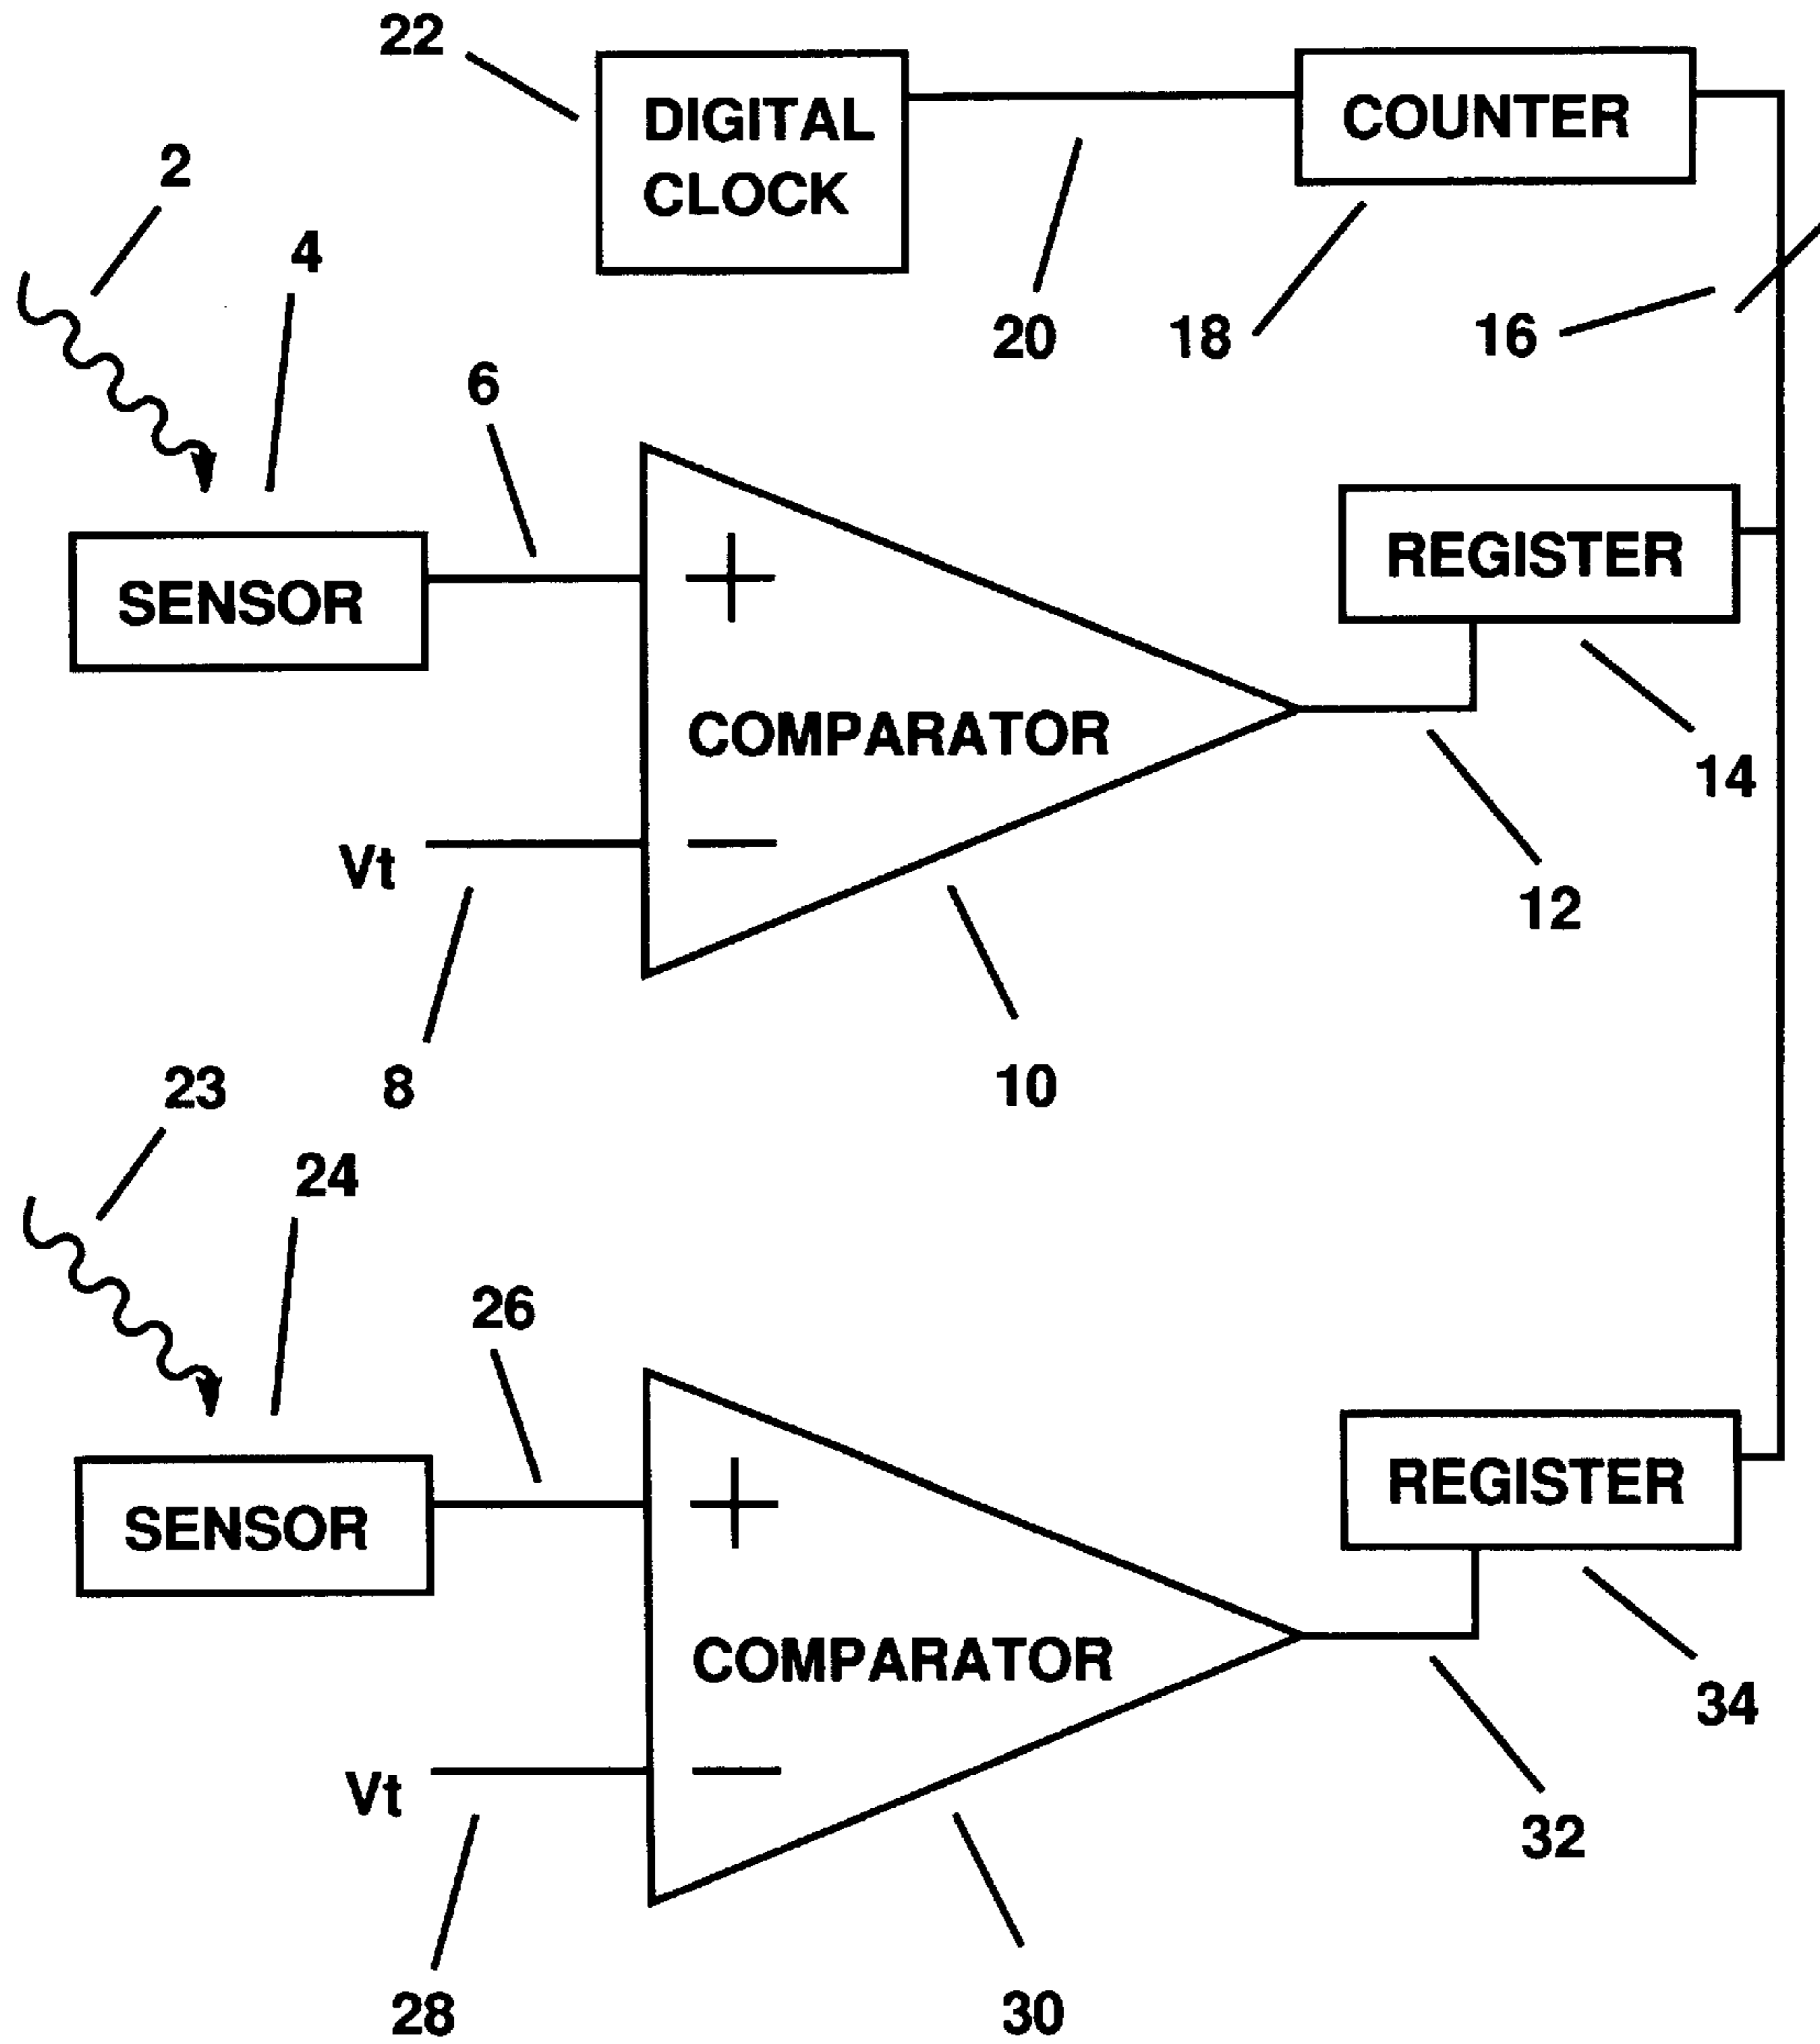 22
DIGITAL
CLOCK
COUNTER
2
4
20
18
16
6
SENSOR
+
REGISTER
COMPARATOR
14
Vt
−
12
8
10
23
24
26
SENSOR
+
REGISTER
COMPARATOR
34
Vt
−
32
28
30